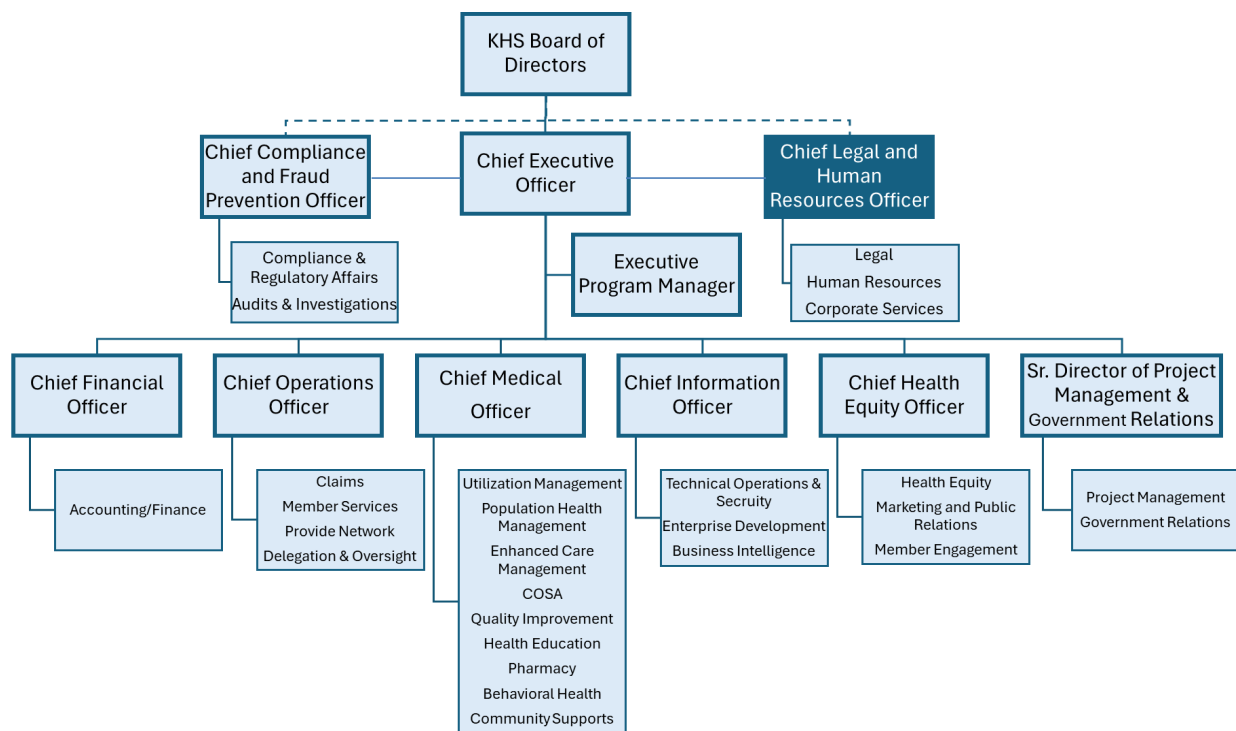 KHS Board of
Directors
Chief Compliance
and Fraud
Prevention Officer
Chief Executive
Officer
Chief Legal and
Human
Resources Officer
Compliance &
Regulatory Affairs
Audits & Investigations
Executive
Program Manager
Legal
Human Resources
Corporate Services
Chief Financial
Officer
Chief Operations
Officer
Chief Medical
Officer
Chief Information
Officer
Chief Health
Equity Officer
Sr. Director of Project
Management &
Government Relations
Accounting/Finance
Claims
Member Services
Provide Network
Delegation & Oversight
Utilization Management
Population Health
Management
Enhanced Care
Management
COSA
Quality Improvement
Health Education
Pharmacy
Behavioral Health
Community Supports
Technical Operations &
Secruity
Enterprise Development
Business Intelligence
Health Equity
Marketing and Public
Relations
Member Engagement
Project Management
Government Relations